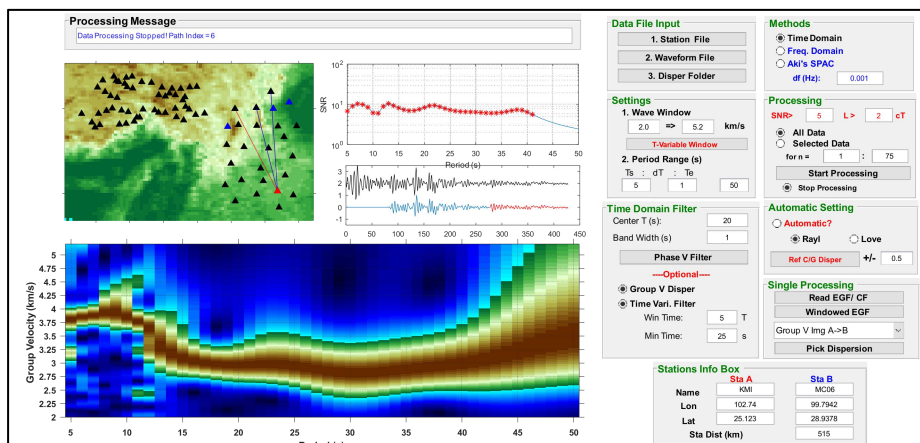 Processing Message
Data Processing Stopped! Path Index = 6
SNR
10^2
10^1
10^0
5 10 15 20 25 30 35 40 45 50
Period (s)
3
2
1
0
-1
0 50 100 150 200 250 300 350 400 450
Group Velocity (km/s)
5
4.75
4.5
4.25
4
3.75
3.5
3.25
3
2.75
2.5
2.25
2
5 10 15 20 25 30 35 40 45 50
Data File Input
1. Station File
2. Waveform File
3. Disper Folder
Settings
1. Wave Window
2.0 => 5.2 km/s
T-Variable Window
2. Period Range (s)
Ts : dT : Te
5 1 50
Time Domain Filter
Center T (s): 20
Band Width (s) 1
Phase V Filter
----Optional----
Group V Disper
Time Vari. Filter
Win Time: 5 T
Min Time: 25 s
Methods
Time Domain
Freq. Domain
Aki's SPAC
df (Hz): 0.001
Processing
SNR> 5 L > 2 cT
All Data
Selected Data
for n = 1 : 75
Start Processing
Stop Processing
Automatic Setting
Automatic?
Rayl Love
Ref C/G Disper +/- 0.5
Single Processing
Read EGF/ CF
Windowed EGF
Group V Img A->B
Pick Dispersion
Stations Info Box
Sta A Sta B
Name KMI MC06
Lon 102.74 99.7942
Lat 25.123 28.9378
Sta Dist (km) 515